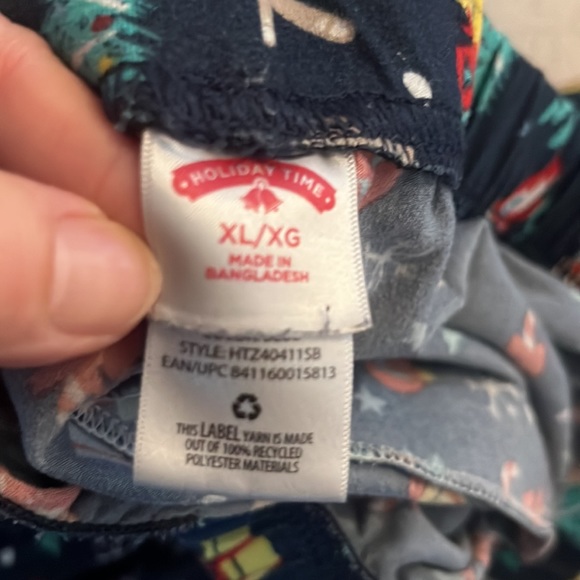 HOLIDAY TIME
XL/XG
MADE IN
BANGLADESH
STYLE: HTZ404115B
EAN/UPC 841160015813
THIS LABEL YARN IS MADE
OUT OF 100% RECYCLED
POLYESTER MATERIALS